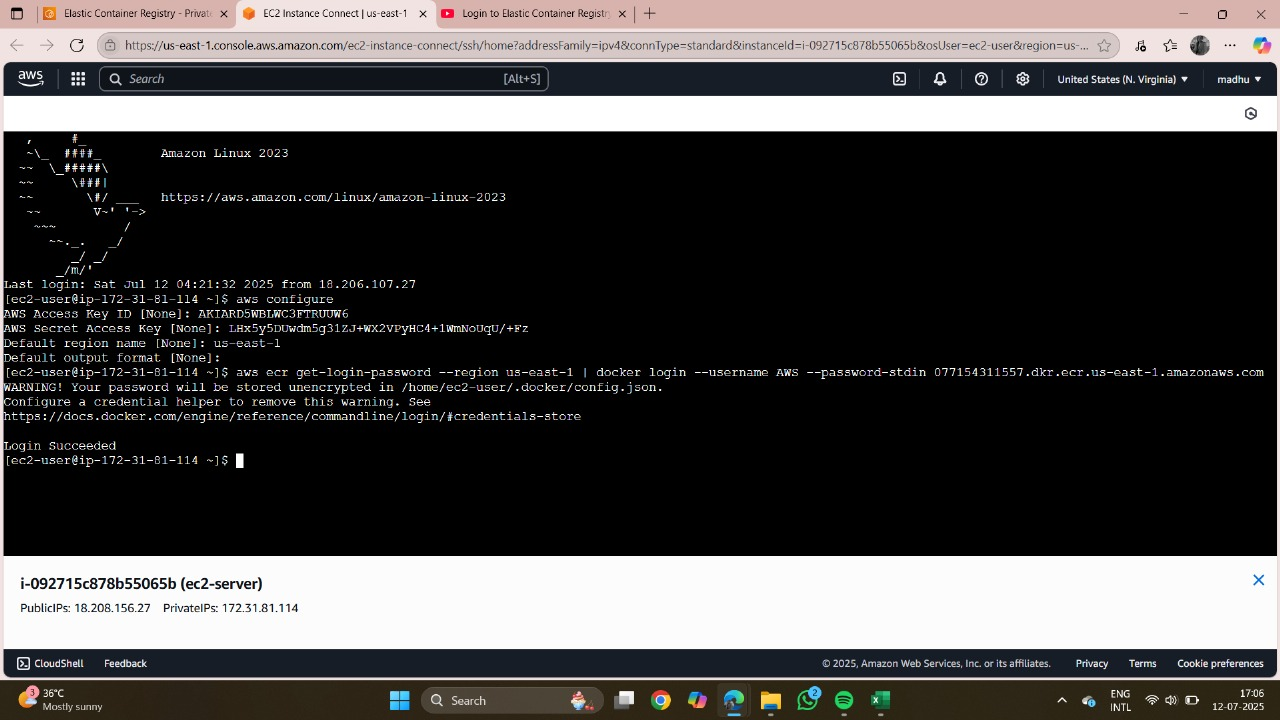 Elastic Container Registry - Privat
EC2 Instance Connect | us-east-1
Login to Elastic Container Registry
https://us-east-1.console.aws.amazon.com/ec2-instance-connect/ssh/home?addressFamily=ipv4&connType=standard&instanceId=i-092715c878b55065b&osUser=ec2-user&region=us-...
aws
Search [Alt+S]
United States (N. Virginia)
madhu
Amazon Linux 2023
https://aws.amazon.com/linux/amazon-linux-2023
Last login: Sat Jul 12 04:21:32 2025 from 18.206.107.27
[ec2-user@ip-172-31-81-114 ~]$ aws configure
AWS Access Key ID [None]: AKIARD5WBLWC3FTRUUW6
AWS Secret Access Key [None]: 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
Default region name [None]: us-east-1
Default output format [None]:
[ec2-user@ip-172-31-81-114 ~]$ aws ecr get-login-password --region us-east-1 | docker login --username AWS --password-stdin 077154311557.dkr.ecr.us-east-1.amazonaws.com
WARNING! Your password will be stored unencrypted in /home/ec2-user/.docker/config.json.
Configure a credential helper to remove this warning. See
https://docs.docker.com/engine/reference/commandline/login/#credentials-store
Login Succeeded
[ec2-user@ip-172-31-81-114 ~]$
i-092715c878b55065b (ec2-server)
PublicIPs: 18.208.156.27 PrivateIPs: 172.31.81.114
CloudShell Feedback
© 2025, Amazon Web Services, Inc. or its affiliates. Privacy Terms Cookie preferences
3
36°C
Mostly sunny
Search
2
ENG
INTL
17:06
12-07-2025